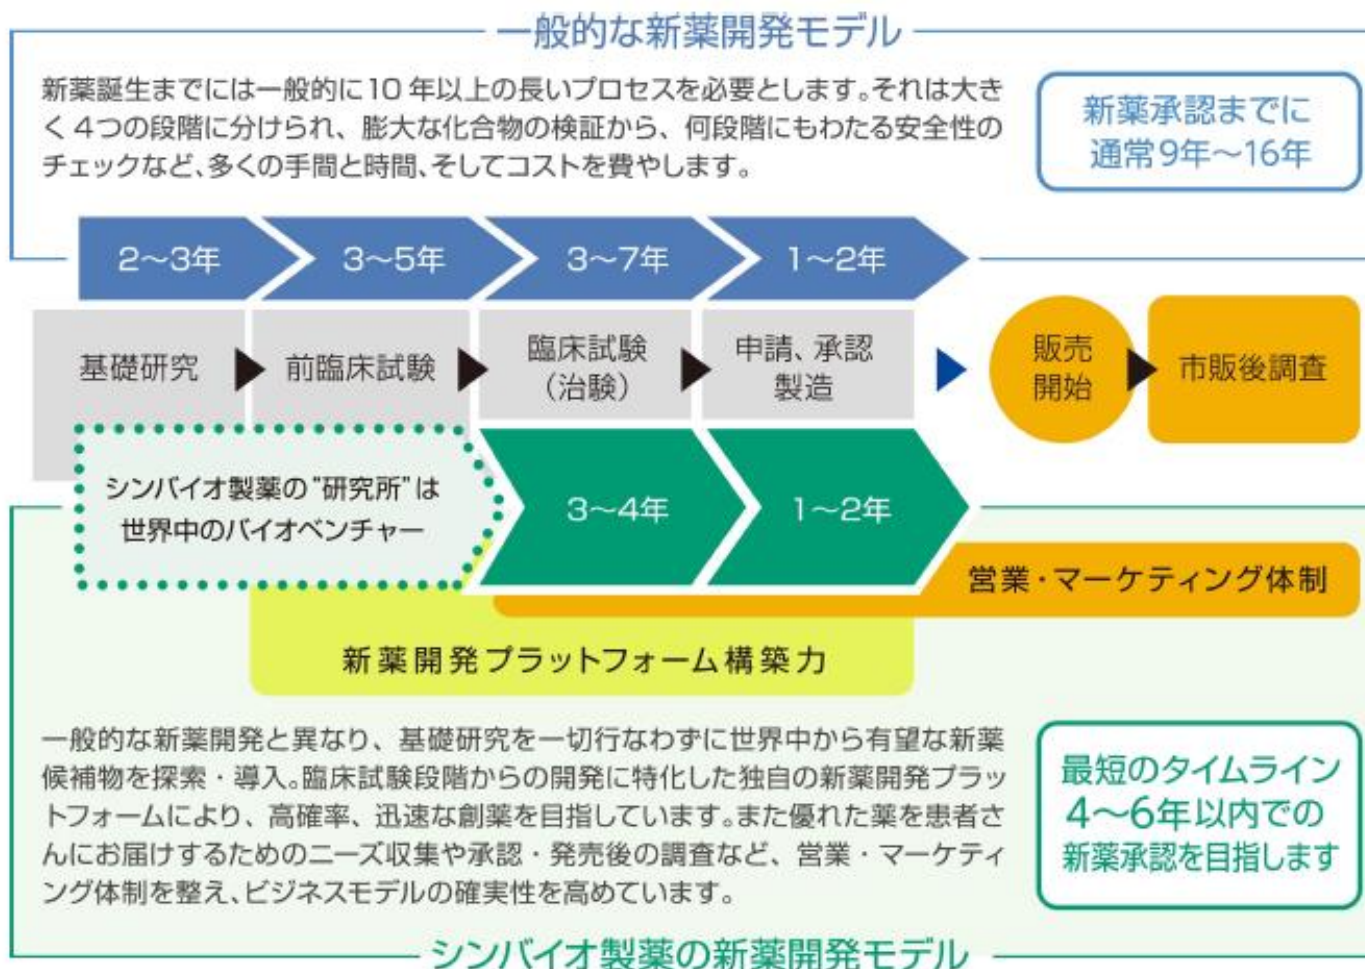 一般的な新薬開発モデル
新薬誕生までには一般的に10年以上の長いプロセスを必要とします。それは大き
く4つの段階に分けられ、膨大な化合物の検証から、何段階にもわたる安全性の
チェックなど、多くの手間と時間、そしてコストを費やします。
新薬承認までに
通常9年〜16年
2〜3年
3〜5年
3〜7年
1〜2年
基礎研究
前臨床試験
臨床試験
（治験）
申請、承認
製造
販売
開始
市販後調査
シンバイオ製薬の"研究所"は
世界中のバイオベンチャー
3〜4年
1〜2年
営業・マーケティング体制
新薬開発プラットフォーム構築力
一般的な新薬開発と異なり、基礎研究を一切行なわずに世界中から有望な新薬
候補物を探索・導入。臨床試験段階からの開発に特化した独自の新薬開発プラッ
トフォームにより、高確率、迅速な創薬を目指しています。また優れた薬を患者さ
んにお届けするためのニーズ収集や承認・発売後の調査など、営業・マーケティ
ング体制を整え、ビジネスモデルの確実性を高めています。
最短のタイムライン
4〜6年以内での
新薬承認を目指します
シンバイオ製薬の新薬開発モデル